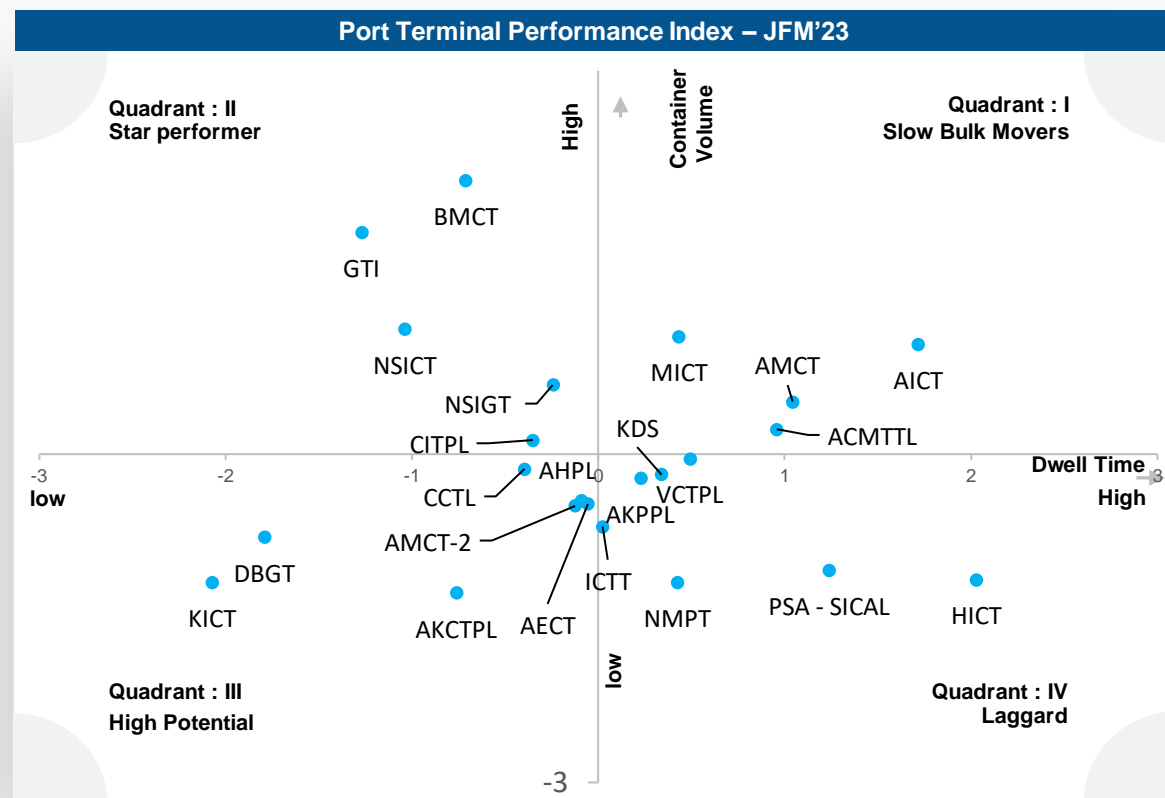 Port Terminal Performance Index – JFM’23
Quadrant : II
Star performer
High
Container
Volume
Quadrant : I
Slow Bulk Movers
BMCT
GTI
NSICT
MICT
AMCT
AICT
NSIGT
KDS
ACMTTL
CITPL
AHPL
Dwell Time
-3
-2
-1
0
1
2
3
low
CCTL
VCTPL
High
AKPPL
AMCT-2
DBGT
ICTT
KICT
AKCTPL
AECT
NMPT
PSA - SICAL
HICT
low
Quadrant : III
High Potential
Quadrant : IV
Laggard
-3